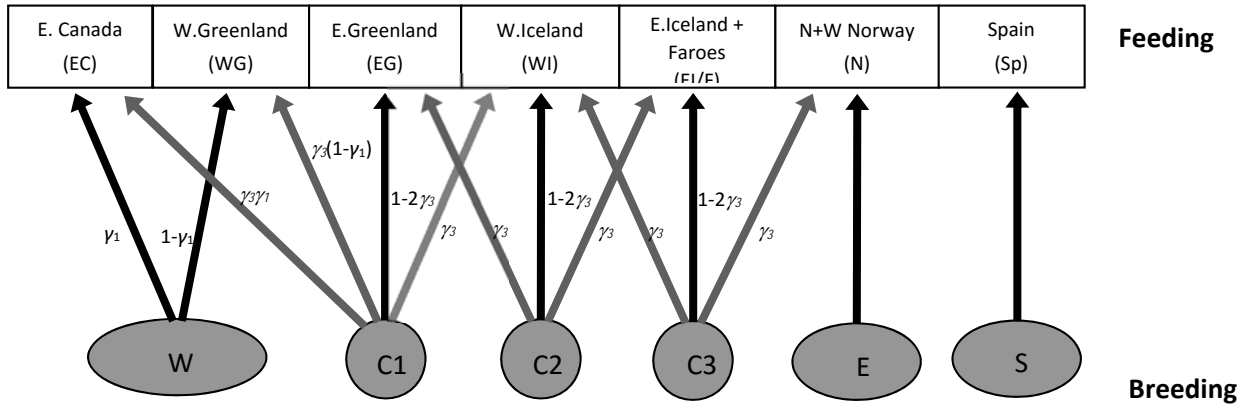 E. Canada
(EC)
W.Greenland
(WG)
E.Greenland
(EG)
W.Iceland
(WI)
E.Iceland +
Faroes
(EI/F)
N+W Norway
(N)
Spain
(Sp)
Feeding
γ₃(1-γ₁)
γ₃γ₁
1-2γ₃
1-2γ₃
1-2γ₃
γ₁
1-γ₁
γ₃
γ₃
γ₃
γ₃
γ₃
W
C1
C2
C3
E
S
Breeding